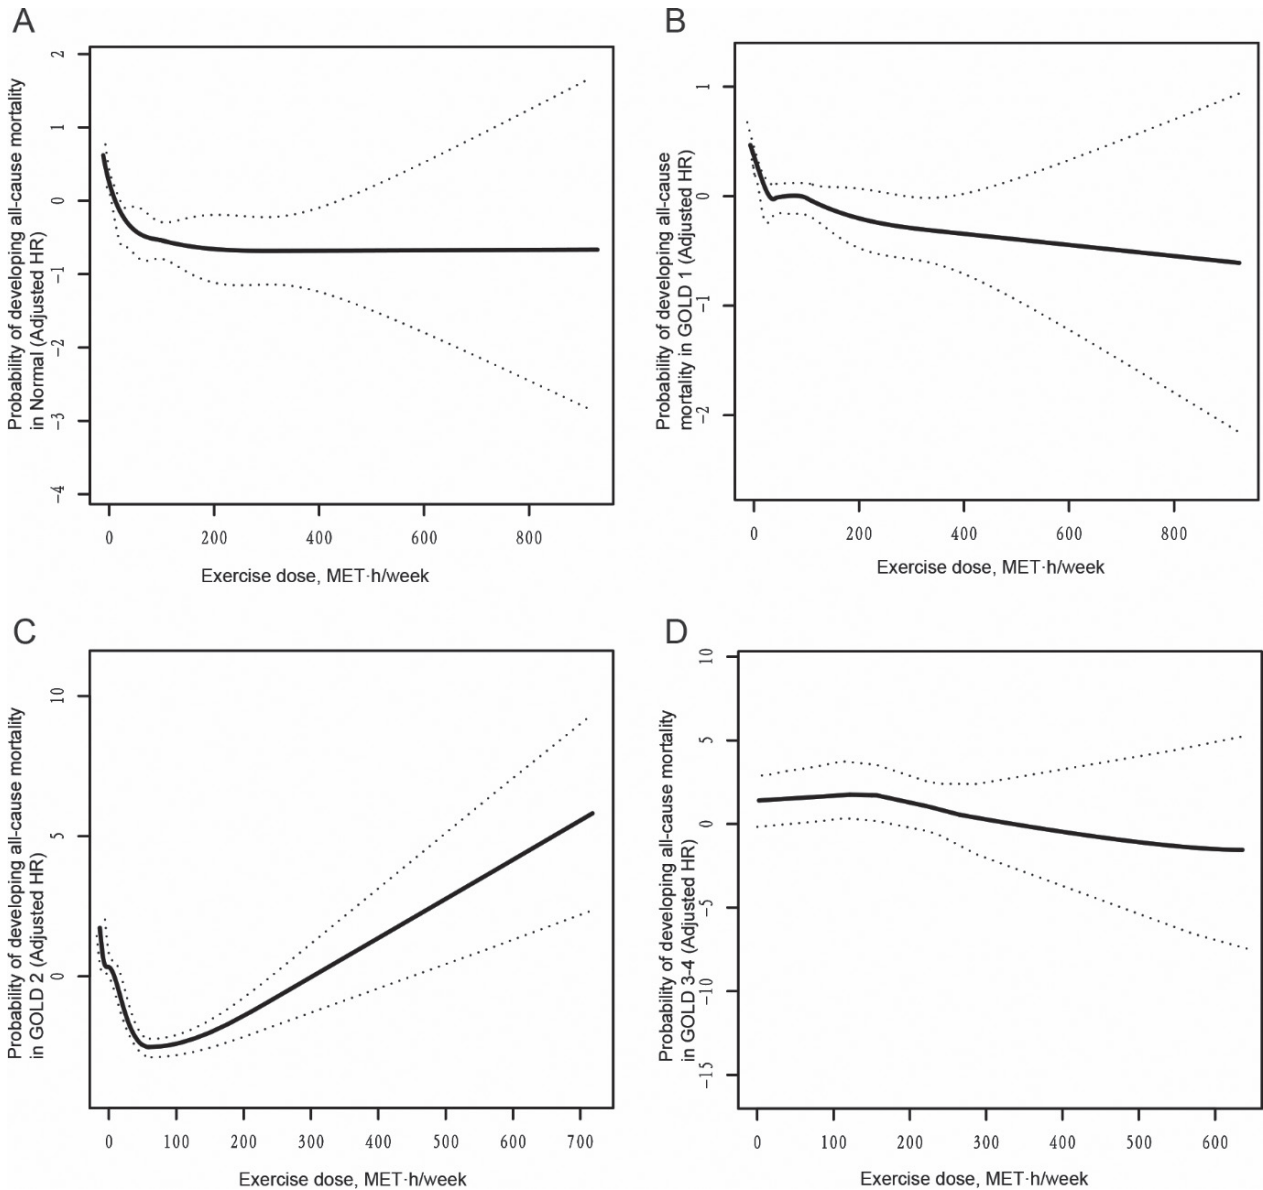 A
Probability of developing all-cause mortality
in Normal (Adjusted HR)
2
1
0
−1
−2
−3
−4
0 200 400 600 800
Exercise dose, MET·h/week
B
Probability of developing all-cause
mortality in GOLD 1 (Adjusted HR)
1
0
−1
−2
0 200 400 600 800
Exercise dose, MET·h/week
C
Probability of developing all-cause mortality
in GOLD 2 (Adjusted HR)
10
5
0
0 100 200 300 400 500 600 700
Exercise dose, MET·h/week
D
Probability of developing all-cause mortality
in GOLD 3-4 (Adjusted HR)
10
5
0
−5
−10
−15
0 100 200 300 400 500 600
Exercise dose, MET·h/week